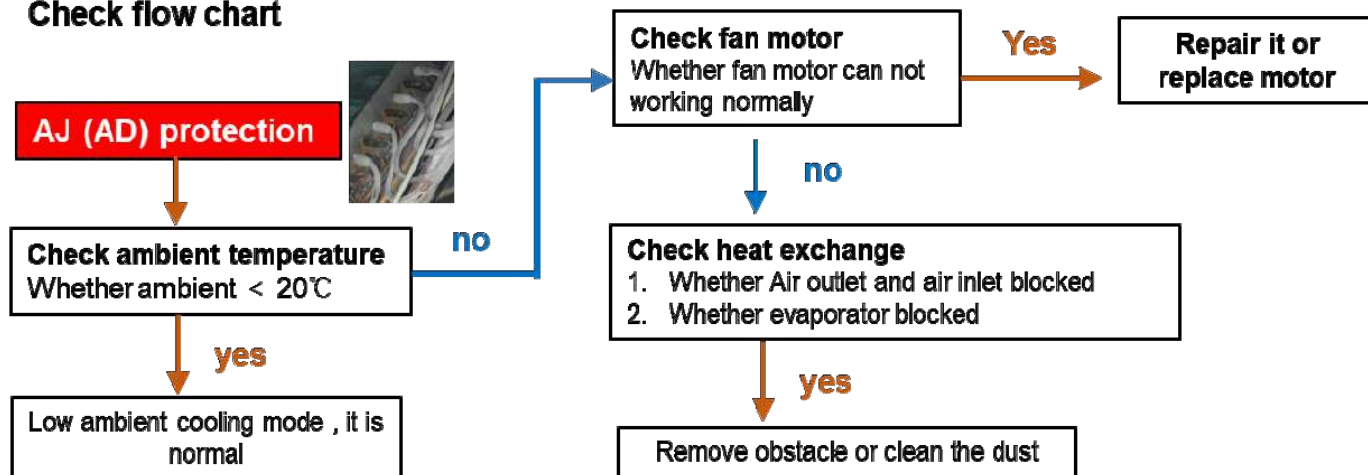 Check flow chart
AJ (AD) protection
Check ambient temperature
Whether ambient < 20℃
yes
Low ambient cooling mode , it is
normal
no
Check fan motor
Whether fan motor can not
working normally
Yes
Repair it or
replace motor
no
Check heat exchange
1. Whether Air outlet and air inlet blocked
2. Whether evaporator blocked
yes
Remove obstacle or clean the dust